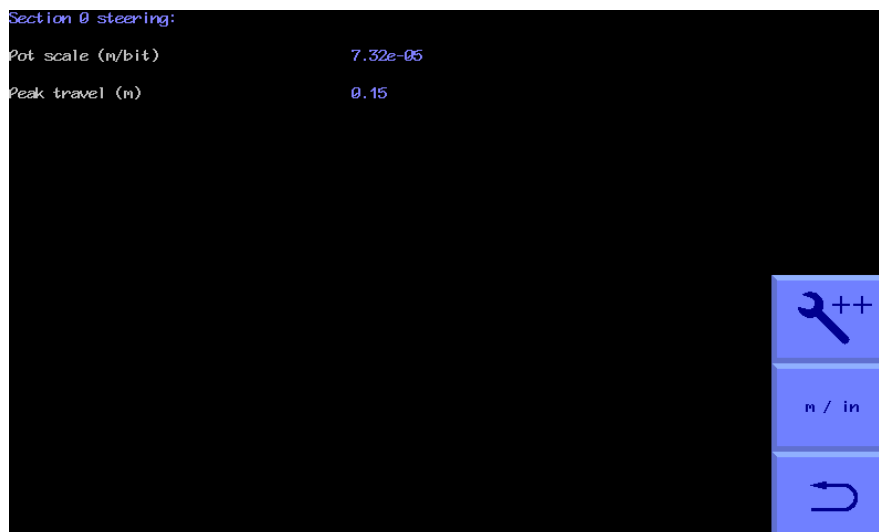 Section 0 steering:
Pot scale (m/bit) 7.32e-05
Peak travel (m) 0.15
++
m / in